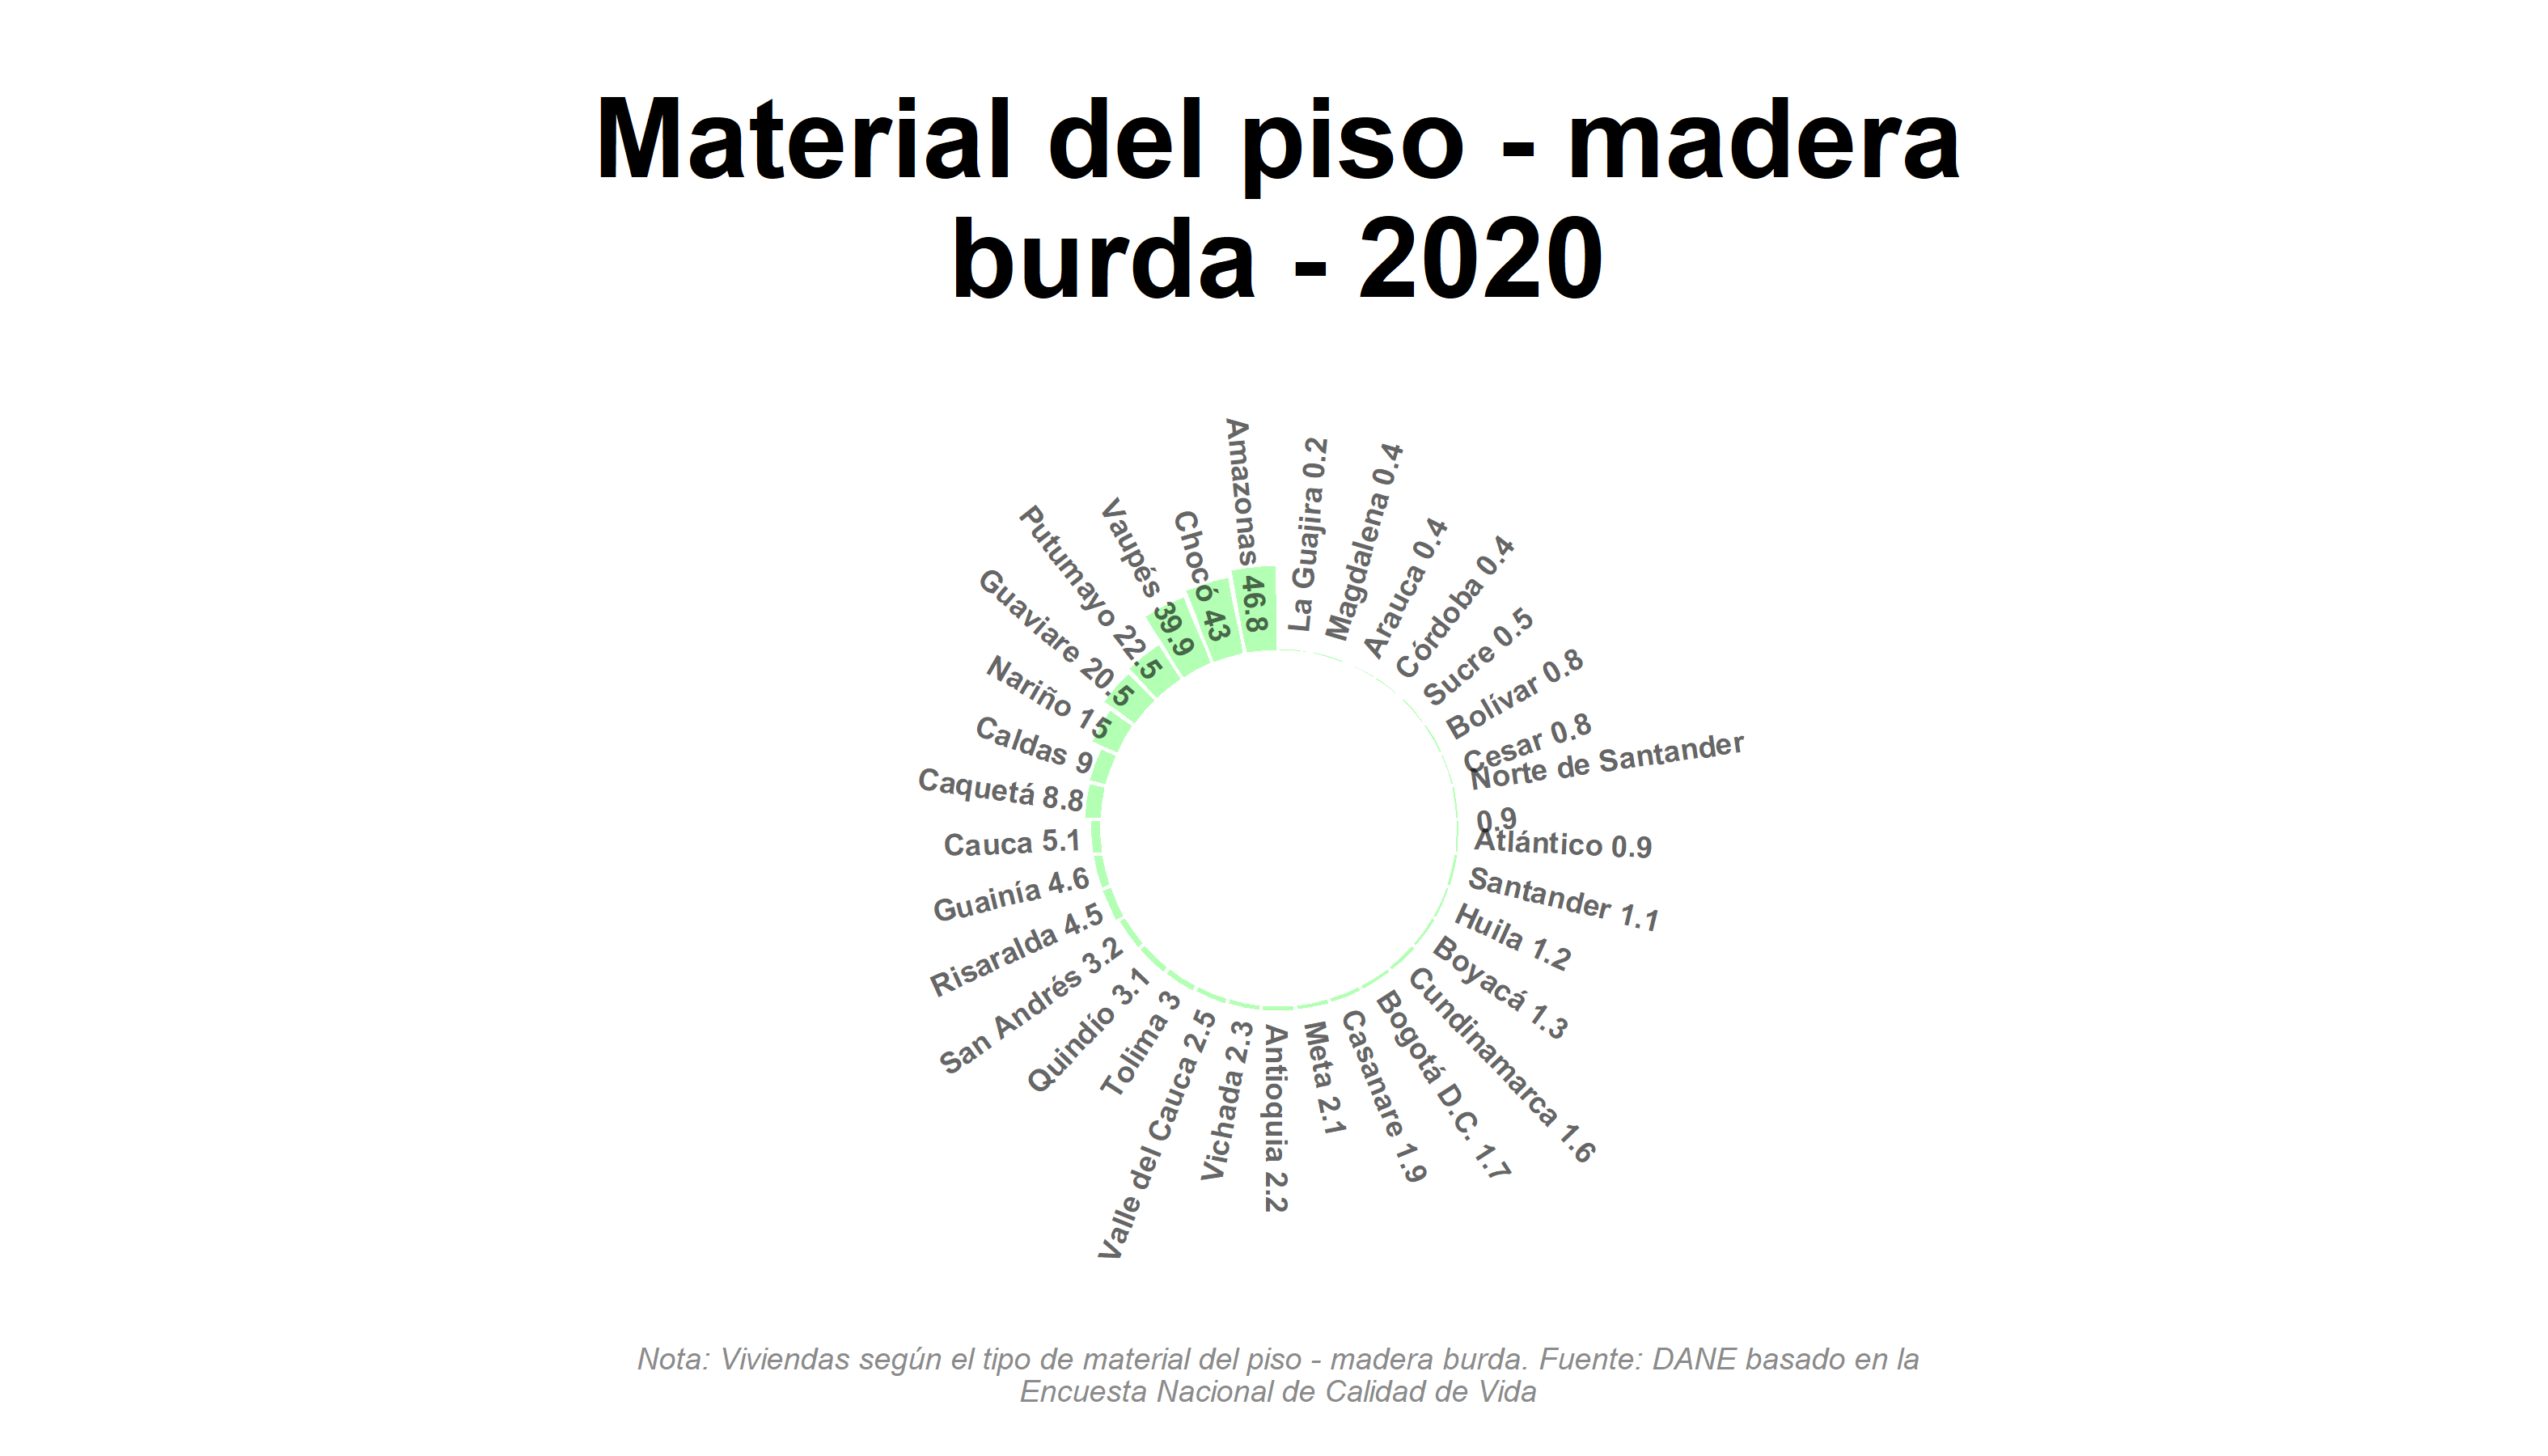 Material del piso - madera
burda - 2020
La Guajira 0.2
Magdalena 0.4
Arauca 0.4
Córdoba 0.4
Sucre 0.5
Bolívar 0.8
Cesar 0.8
Norte de Santander
0.9
Atlántico 0.9
Santander 1.1
Huila 1.2
Boyacá 1.3
Cundinamarca 1.6
Bogotá D.C. 1.7
Casanare 1.9
Meta 2.1
Antioquia 2.2
Vichada 2.3
Valle del Cauca 2.5
Tolima 3
Quindío 3.1
San Andrés 3.2
Risaralda 4.5
Guainía 4.6
Cauca 5.1
Caquetá 8.8
Caldas 9
Nariño 15
Guaviare 20.5
Putumayo 22.5
Vaupés 39.9
Chocó 43
Amazonas 46.8
Nota: Viviendas según el tipo de material del piso - madera burda. Fuente: DANE basado en la
Encuesta Nacional de Calidad de Vida